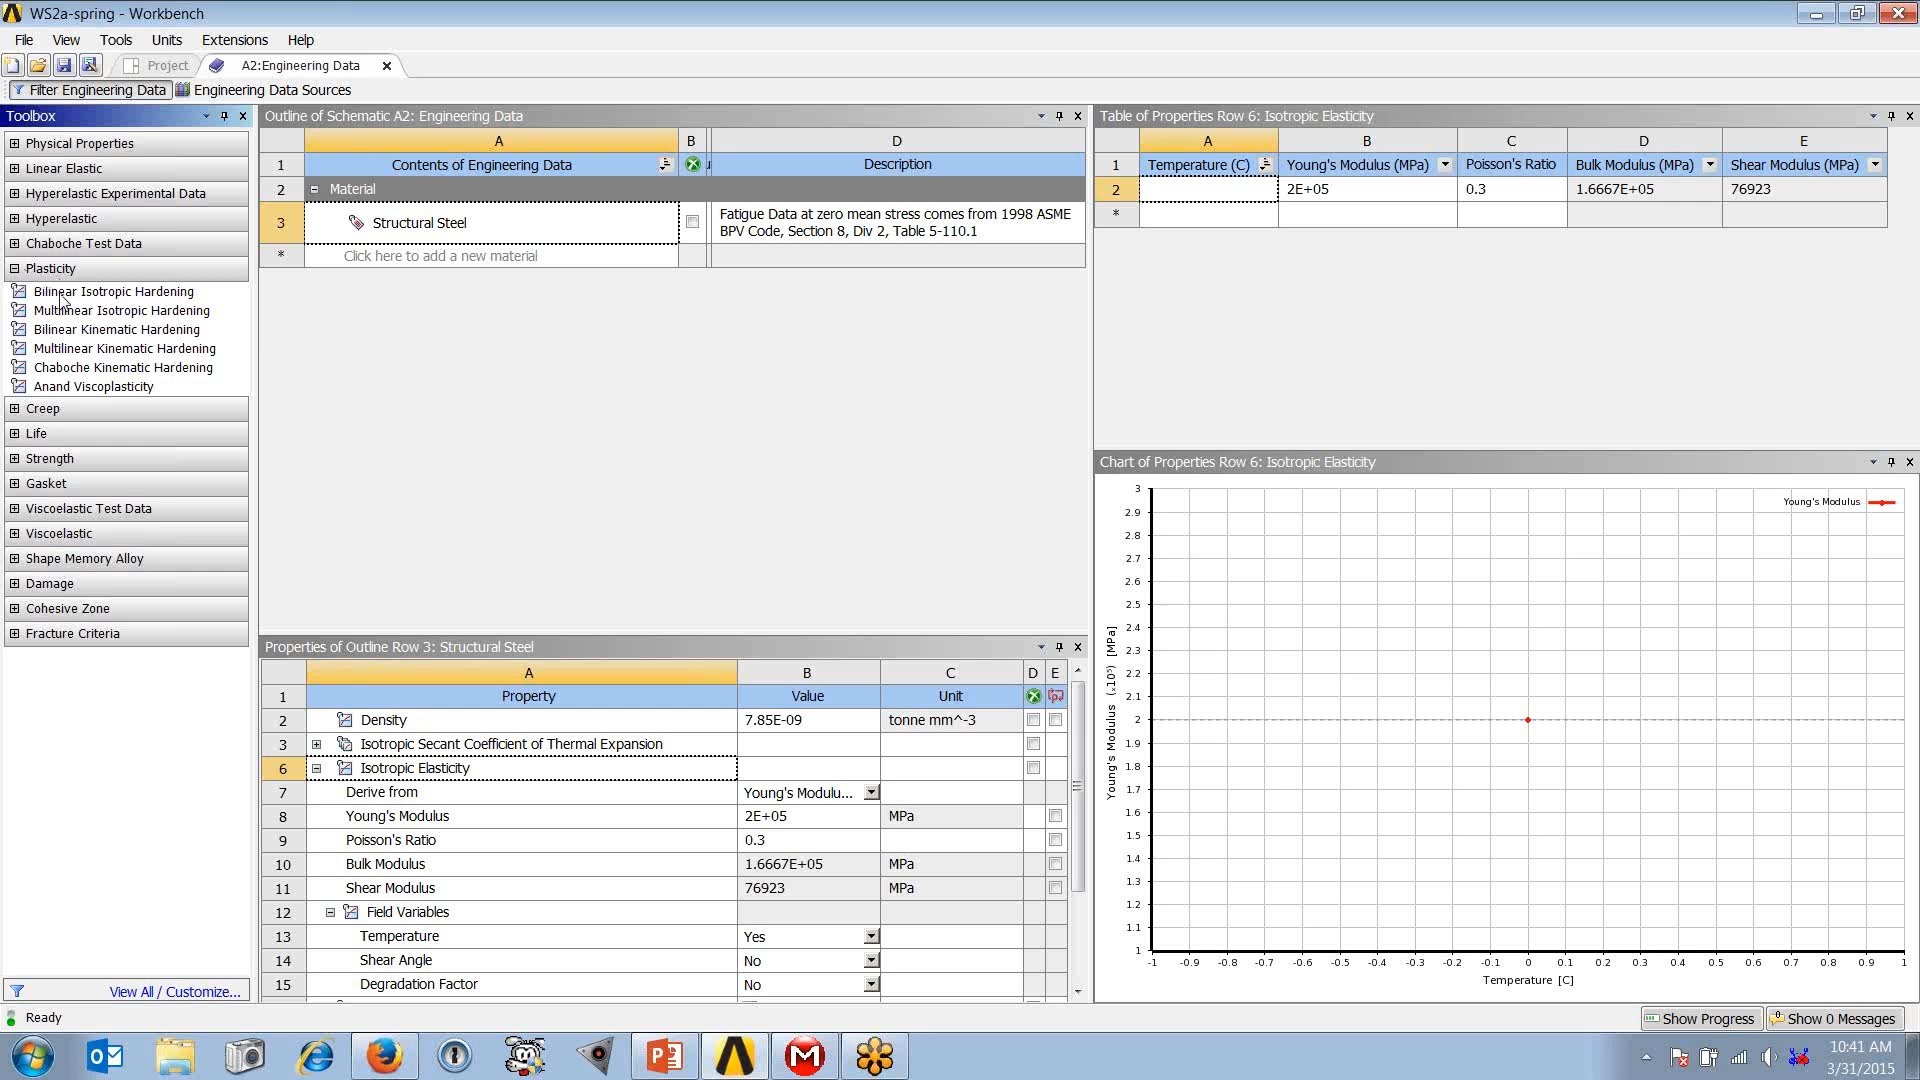 WS2a-spring - Workbench
File View Tools Units Extensions Help
Project A2:Engineering Data
Filter Engineering Data Engineering Data Sources
Toolbox
Physical Properties
Linear Elastic
Hyperelastic Experimental Data
Hyperelastic
Chaboche Test Data
Plasticity
Bilinear Isotropic Hardening
Multilinear Isotropic Hardening
Bilinear Kinematic Hardening
Multilinear Kinematic Hardening
Chaboche Kinematic Hardening
Anand Viscoplasticity
Creep
Life
Strength
Gasket
Viscoelastic Test Data
Viscoelastic
Shape Memory Alloy
Damage
Cohesive Zone
Fracture Criteria
View All / Customize...
Outline of Schematic A2: Engineering Data
A B D
1 Contents of Engineering Data Description
2 Material
3 Structural Steel Fatigue Data at zero mean stress comes from 1998 ASME
BPV Code, Section 8, Div 2, Table 5-110.1
* Click here to add a new material
Properties of Outline Row 3: Structural Steel
A B C D E
1 Property Value Unit
2 Density 7.85E-09 tonne mm^-3
3 Isotropic Secant Coefficient of Thermal Expansion
6 Isotropic Elasticity
7 Derive from Young's Modulu...
8 Young's Modulus 2E+05 MPa
9 Poisson's Ratio 0.3
10 Bulk Modulus 1.6667E+05 MPa
11 Shear Modulus 76923 MPa
12 Field Variables
13 Temperature Yes
14 Shear Angle No
15 Degradation Factor No
Table of Properties Row 6: Isotropic Elasticity
A B C D E
1 Temperature (C) Young's Modulus (MPa) Poisson's Ratio Bulk Modulus (MPa) Shear Modulus (MPa)
2 2E+05 0.3 1.6667E+05 76923
*
Chart of Properties Row 6: Isotropic Elasticity
Young's Modulus
3
2.9
2.8
2.7
2.6
2.5
2.4
2.3
2.2
2.1
2
1.9
1.8
1.7
1.6
1.5
1.4
1.3
1.2
1.1
1
Young's Modulus (x10⁵) [MPa]
-1 -0.9 -0.8 -0.7 -0.6 -0.5 -0.4 -0.3 -0.2 -0.1 0 0.1 0.2 0.3 0.4 0.5 0.6 0.7 0.8 0.9 1
Temperature [C]
Ready
Show Progress Show 0 Messages
10:41 AM
3/31/2015